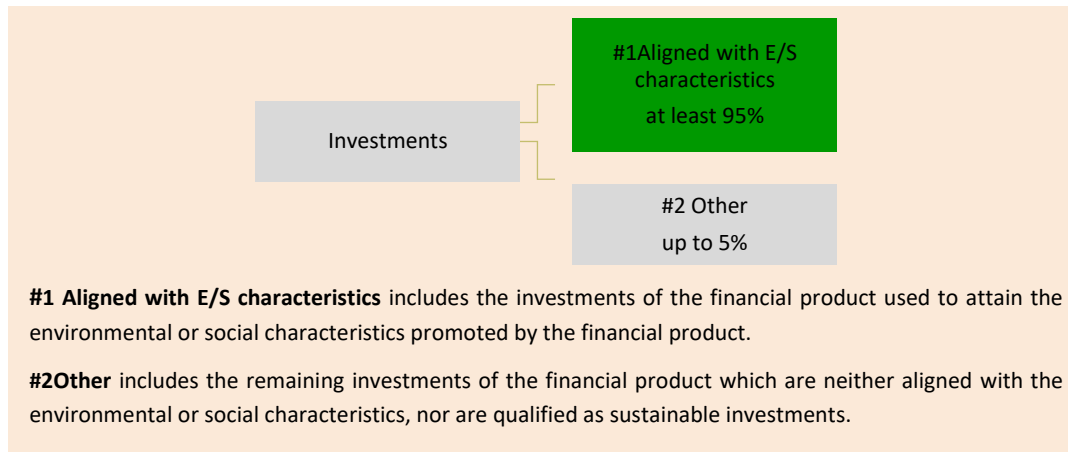 #1Aligned with E/S
characteristics
at least 95%
Investments
#2 Other
up to 5%
#1 Aligned with E/S characteristics includes the investments of the financial product used to attain the
environmental or social characteristics promoted by the financial product.
#2Other includes the remaining investments of the financial product which are neither aligned with the
environmental or social characteristics, nor are qualified as sustainable investments.